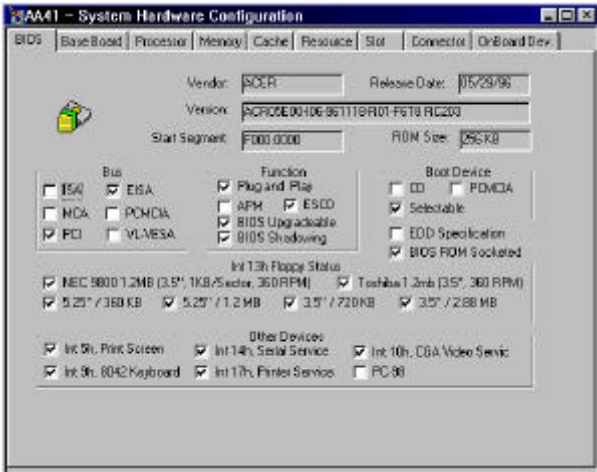 AA41 – System Hardware Configuration
BIOS Base Board Processor Memory Cache Resource Slot Connector OnBoard Dev.
Vendor: ACER Release Date: 05/29/96
Version:
Start Segment: F000:0000 ROM Size: 256 KB
Bus Function Boot Device
ISA EISA Plug and Play CD PCMCIA
MCA PCMCIA APM ESCD Selectable
PCI VL-VESA BIOS Upgradeable EDD Specification
BIOS Shadowing BIOS ROM Socketed
Int 13h Floppy Status
NEC 9800 1.2MB (3.5", 1KB/Sector, 360 RPM) Toshiba 1.2mb (3.5", 360 RPM)
5.25" / 360 KB 5.25" / 1.2 MB 3.5" / 720 KB 3.5" / 2.88 MB
Other Devices
Int 5h, Print Screen Int 14h, Serial Service Int 10h, CGA Video Servic
Int 9h, 8042 Keyboard Int 17h, Printer Service PC-98